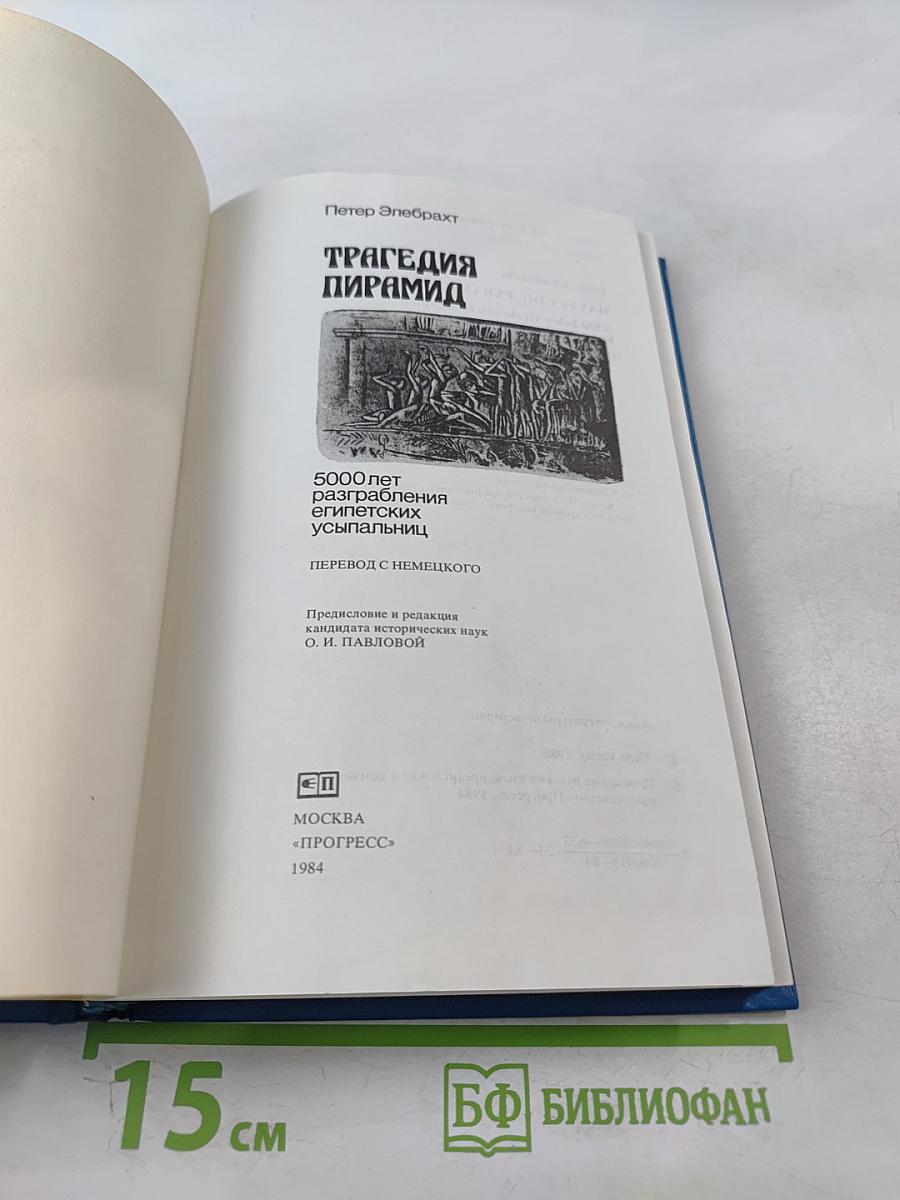 Петер Элебрахт
ТРАГЕДИЯ
ПИРАМИД
5000 лет
разграбления
египетских
усыпальниц
ПЕРЕВОД С НЕМЕЦКОГО
Предисловие и редакция
кандидата исторических наук
О. И. ПАВЛОВОЙ
МОСКВА
«ПРОГРЕСС»
1984
15 см
БФ БИБЛИОФАН